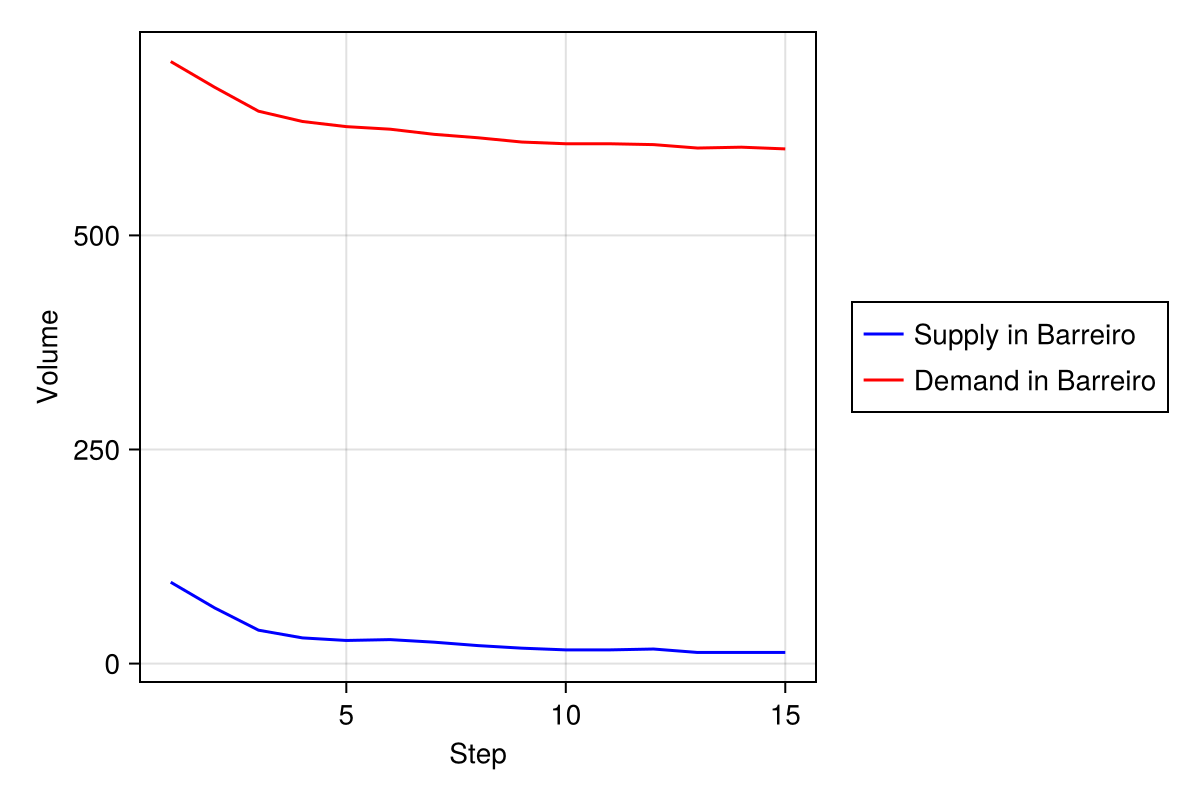 500
250
0
Volume
5 10 15
Step
Supply in Barreiro
Demand in Barreiro